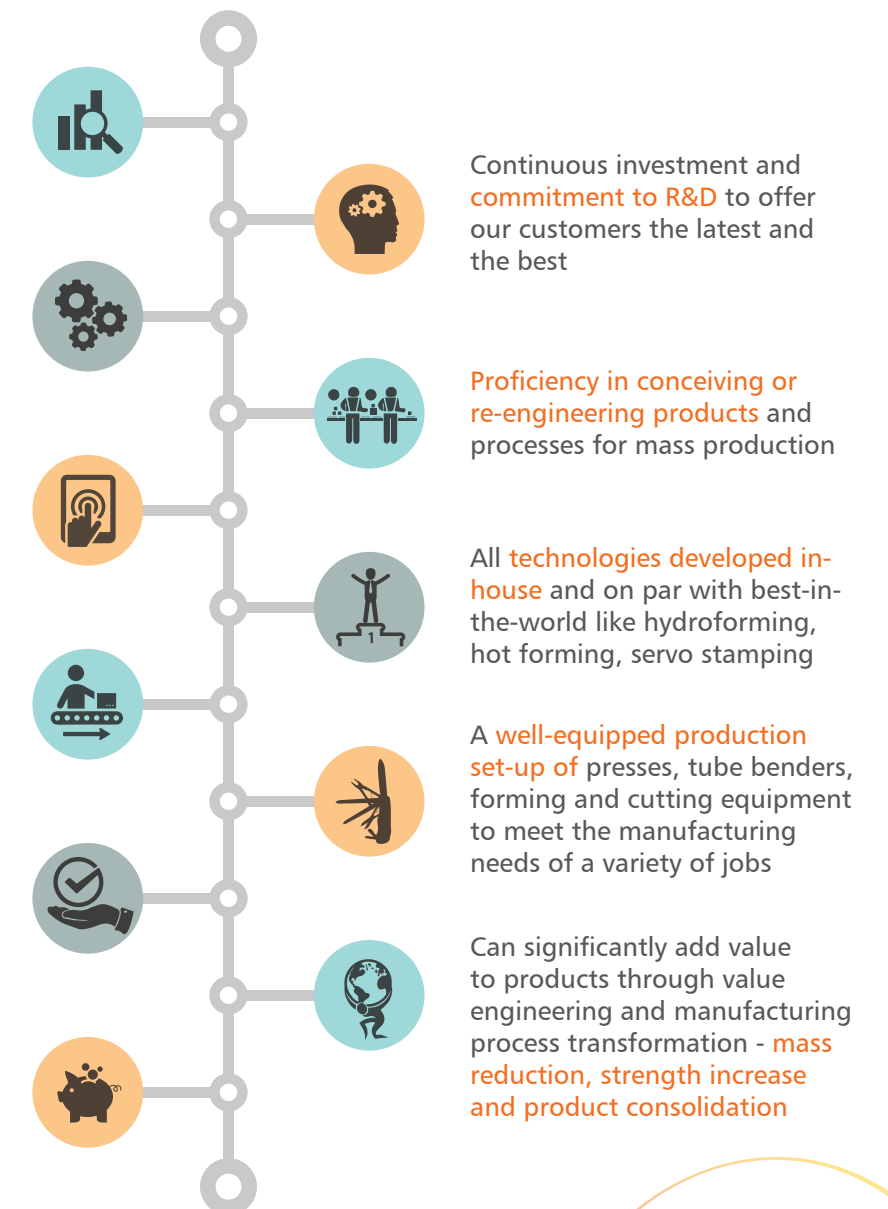 Continuous investment and
commitment to R&D to offer
our customers the latest and
the best
Proficiency in conceiving or
re-engineering products and
processes for mass production
1
All technologies developed in-
house and on par with best-in-
the-world like hydroforming,
hot forming, servo stamping
A well-equipped production
set-up of presses, tube benders,
forming and cutting equipment
to meet the manufacturing
needs of a variety of jobs
Can significantly add value
to products through value
engineering and manufacturing
process transformation - mass
reduction, strength increase
and product consolidation